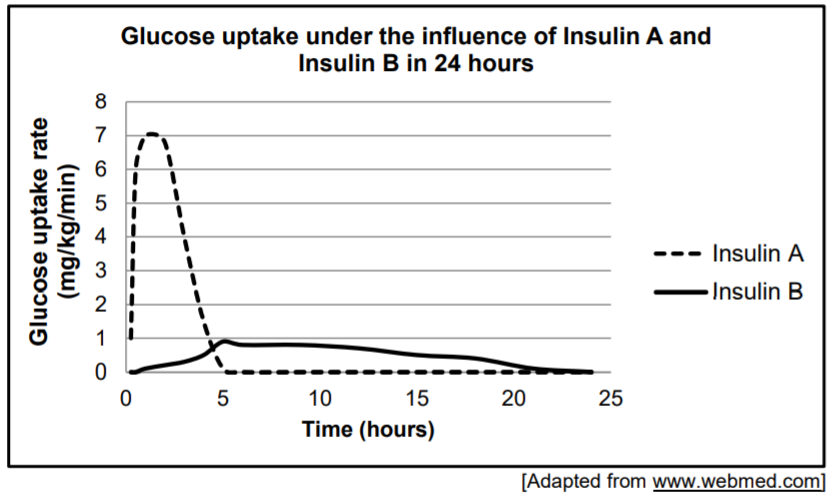 Glucose uptake under the influence of Insulin A and
Insulin B in 24 hours
Glucose uptake rate
(mg/kg/min)
8
7
6
5
4
3
2
1
0
0 5 10 15 20 25
Time (hours)
Insulin A
Insulin B
[Adapted from www.webmed.com]